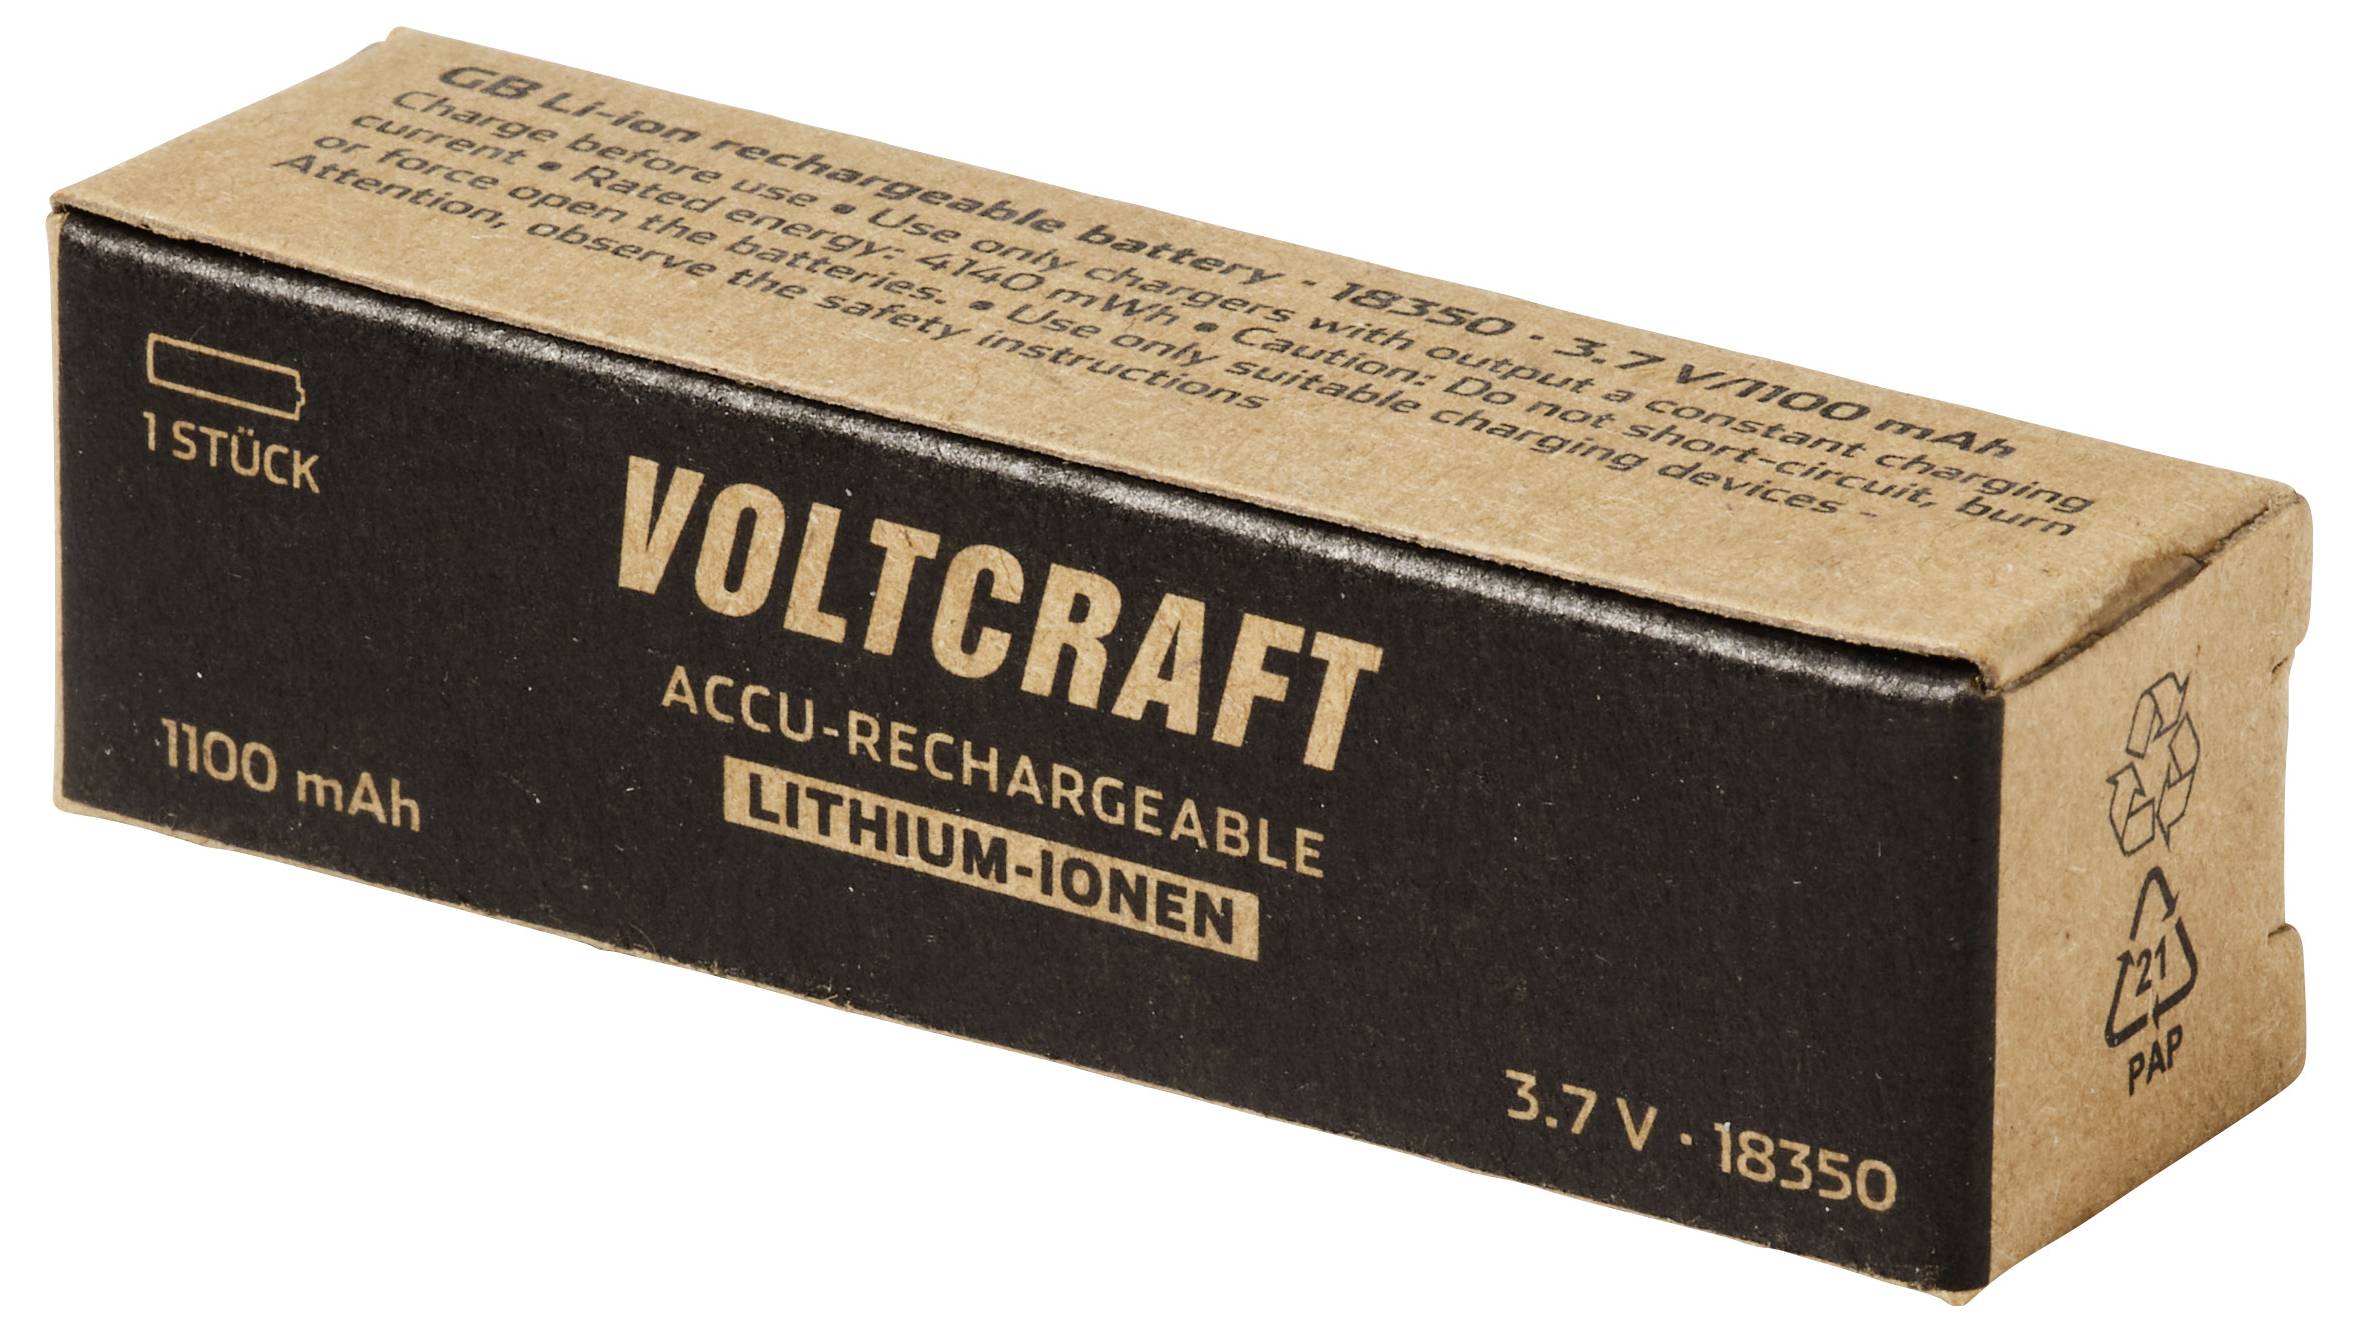 GB Li-ion rechargeable battery · 18350 · 3.7 V/1100 mAh
Charge before use • Use only chargers with output a constant charging
current • Rated energy: 4140 mWh • Caution: Do not short-circuit, burn
or force open the batteries. • Use only suitable charging devices -
Attention, observe the safety instructions
1 STÜCK
VOLTCRAFT
ACCU-RECHARGEABLE
LITHIUM-IONEN
1100 mAh
3.7 V · 18350
21
PAP